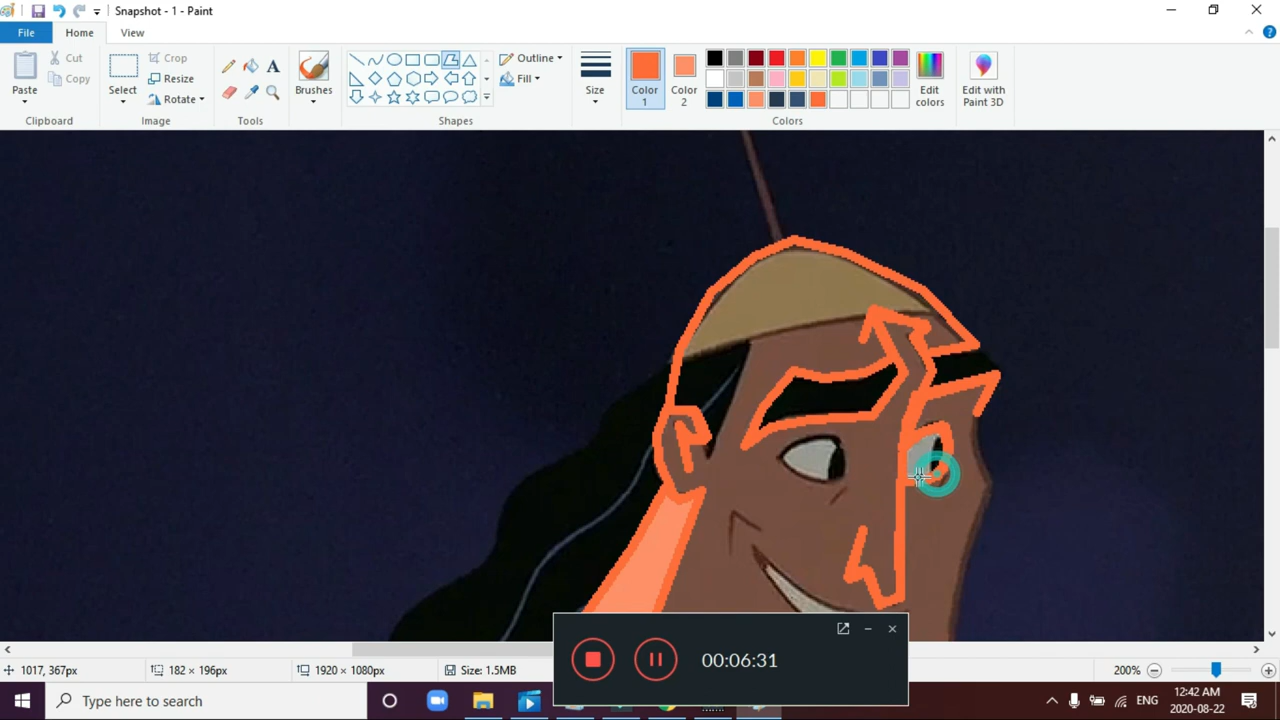 Snapshot - 1 - Paint
File Home View
Paste Cut Copy
Clipboard
Select Crop Resize Rotate
Image
A
Tools
Brushes
Outline Fill
Shapes
Size
Color 1 Color 2
Edit colors
Colors
Edit with Paint 3D
00:06:31
1017, 367px 182 × 196px 1920 × 1080px Size: 1.5MB 200%
Type here to search
ENG
12:42 AM
2020-08-22